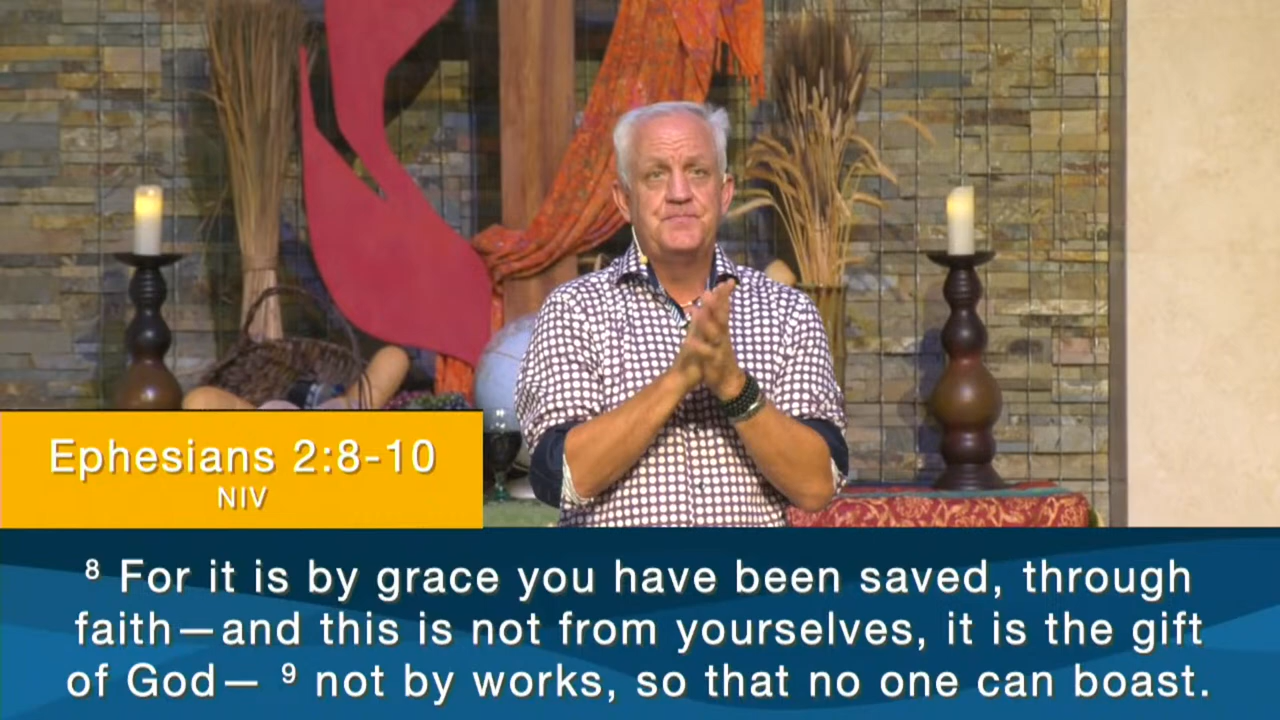 Ephesians 2:8-10
NIV
⁸ For it is by grace you have been saved, through
faith—and this is not from yourselves, it is the gift
of God— ⁹ not by works, so that no one can boast.